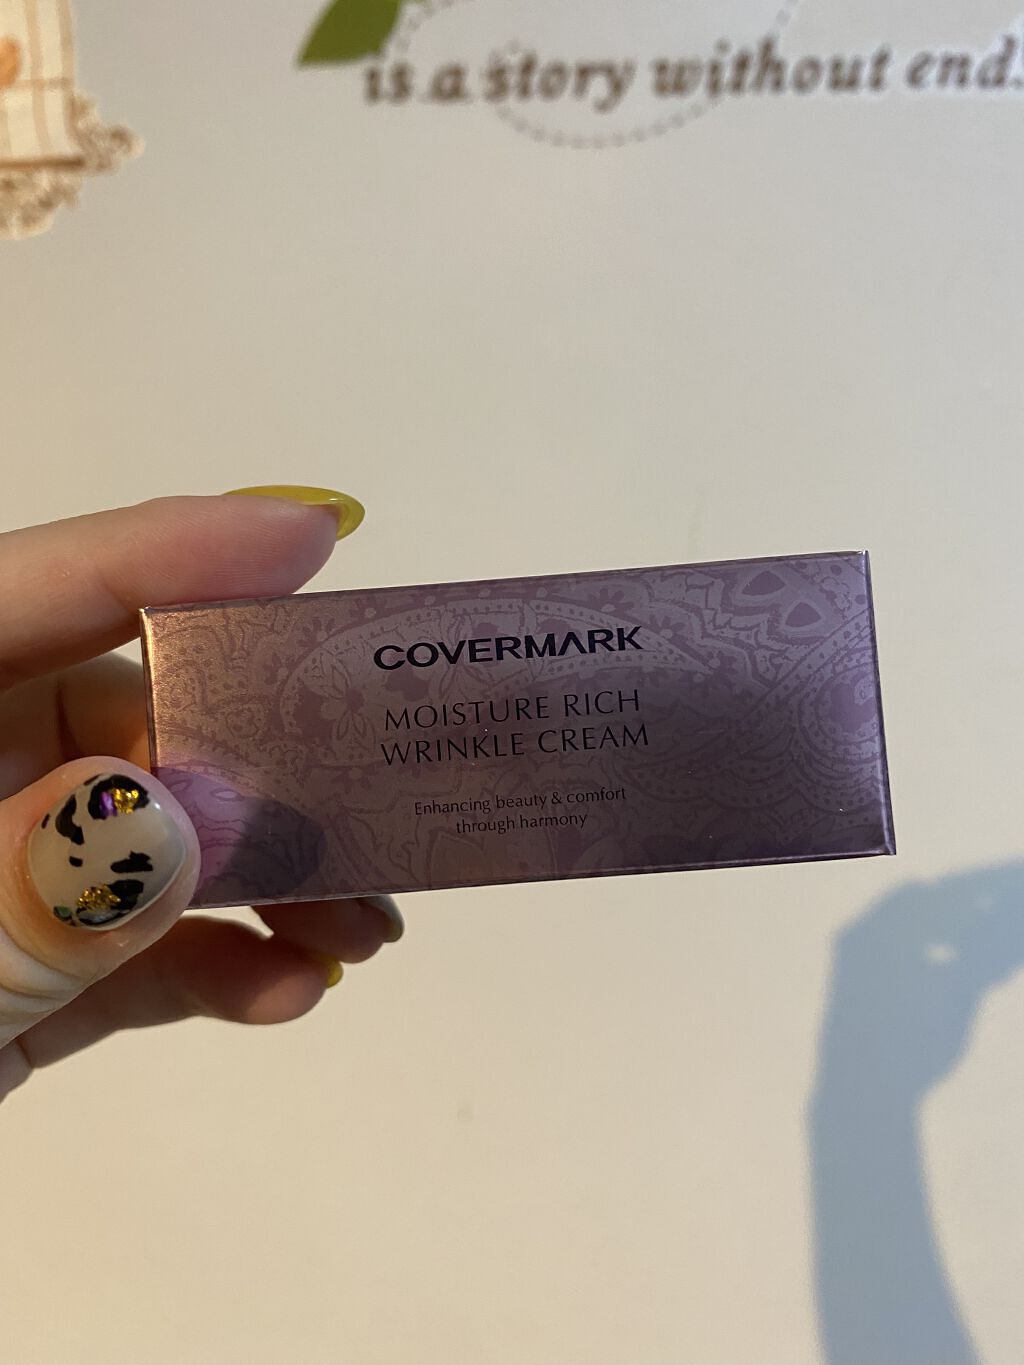 is a story without end
COVERMARK
MOISTURE RICH
WRINKLE CREAM
Enhancing beauty & comfort
through harmony